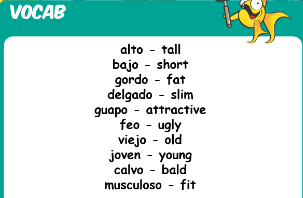 VOCAB
alto - tall
bajo - short
gordo - fat
delgado - slim
guapo - attractive
feo - ugly
viejo - old
joven - young
calvo - bald
musculoso - fit